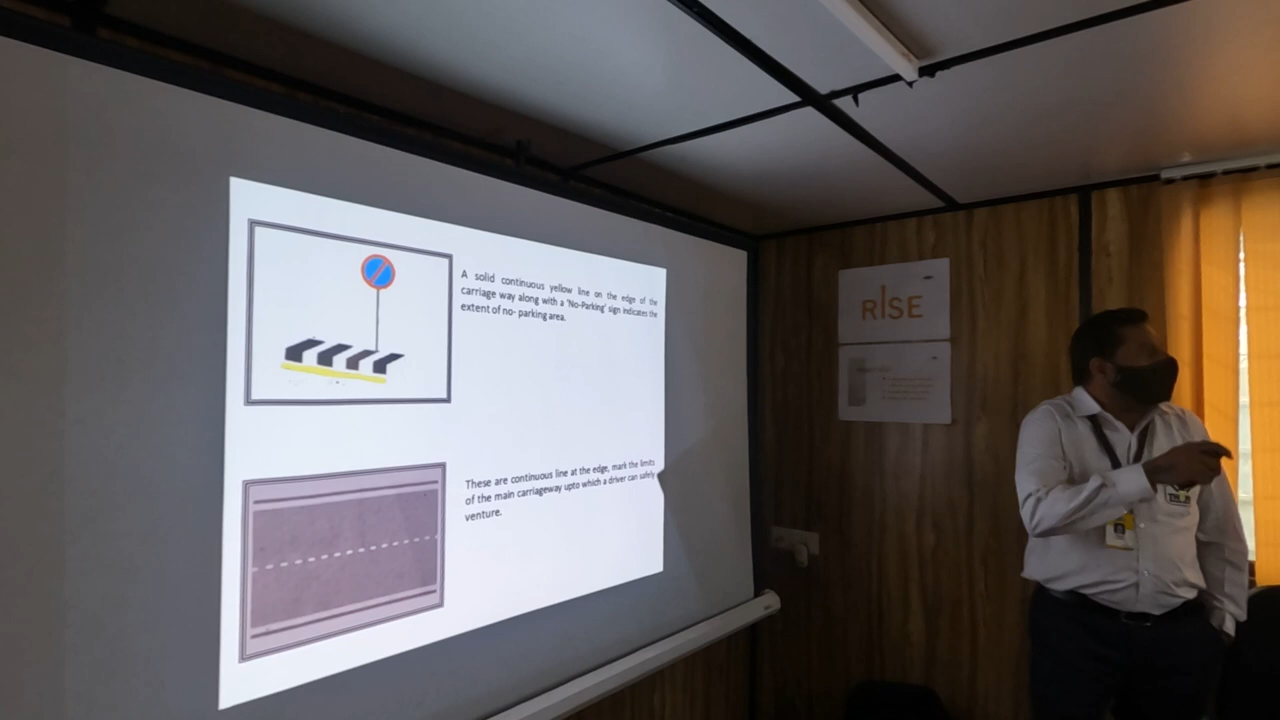 A solid continuous yellow line on the edge of the
carriage way along with a 'No-Parking' sign indicates the
extent of no- parking area.
These are continuous line at the edge, mark the limits
of the main carriageway upto which a driver can safely
venture.
RISE